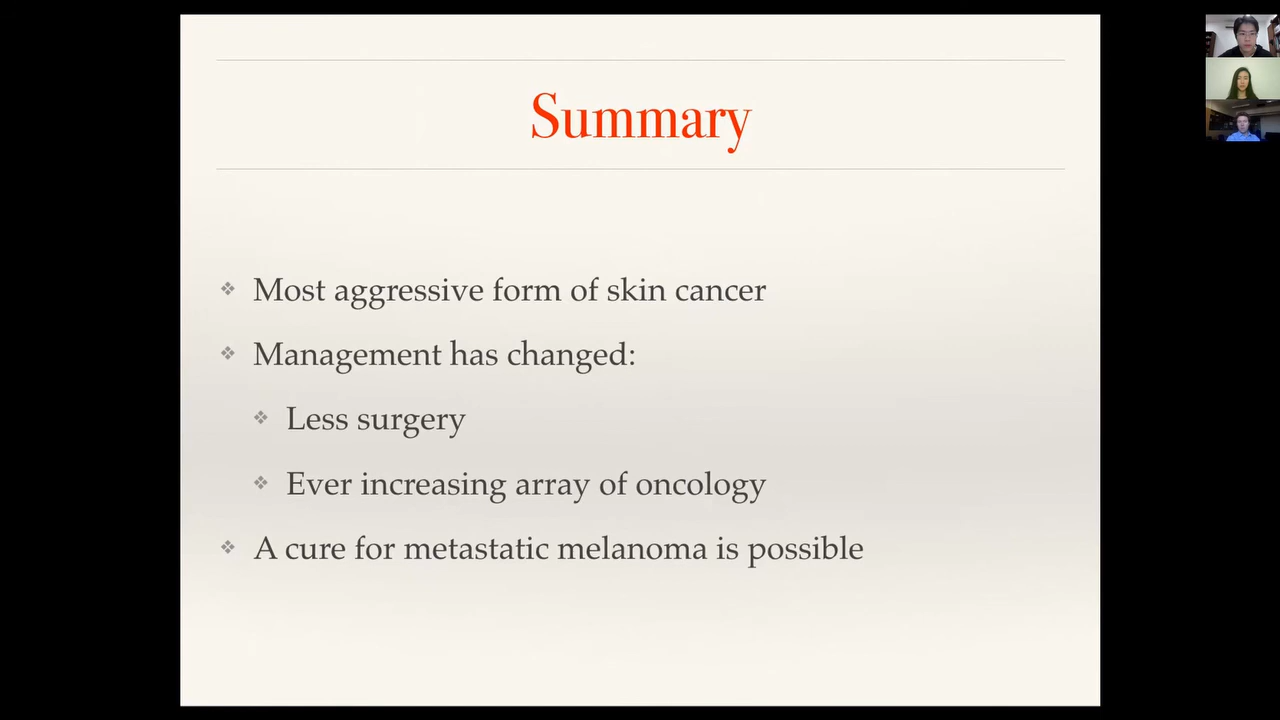 Summary
Most aggressive form of skin cancer
Management has changed:
Less surgery
Ever increasing array of oncology
A cure for metastatic melanoma is possible